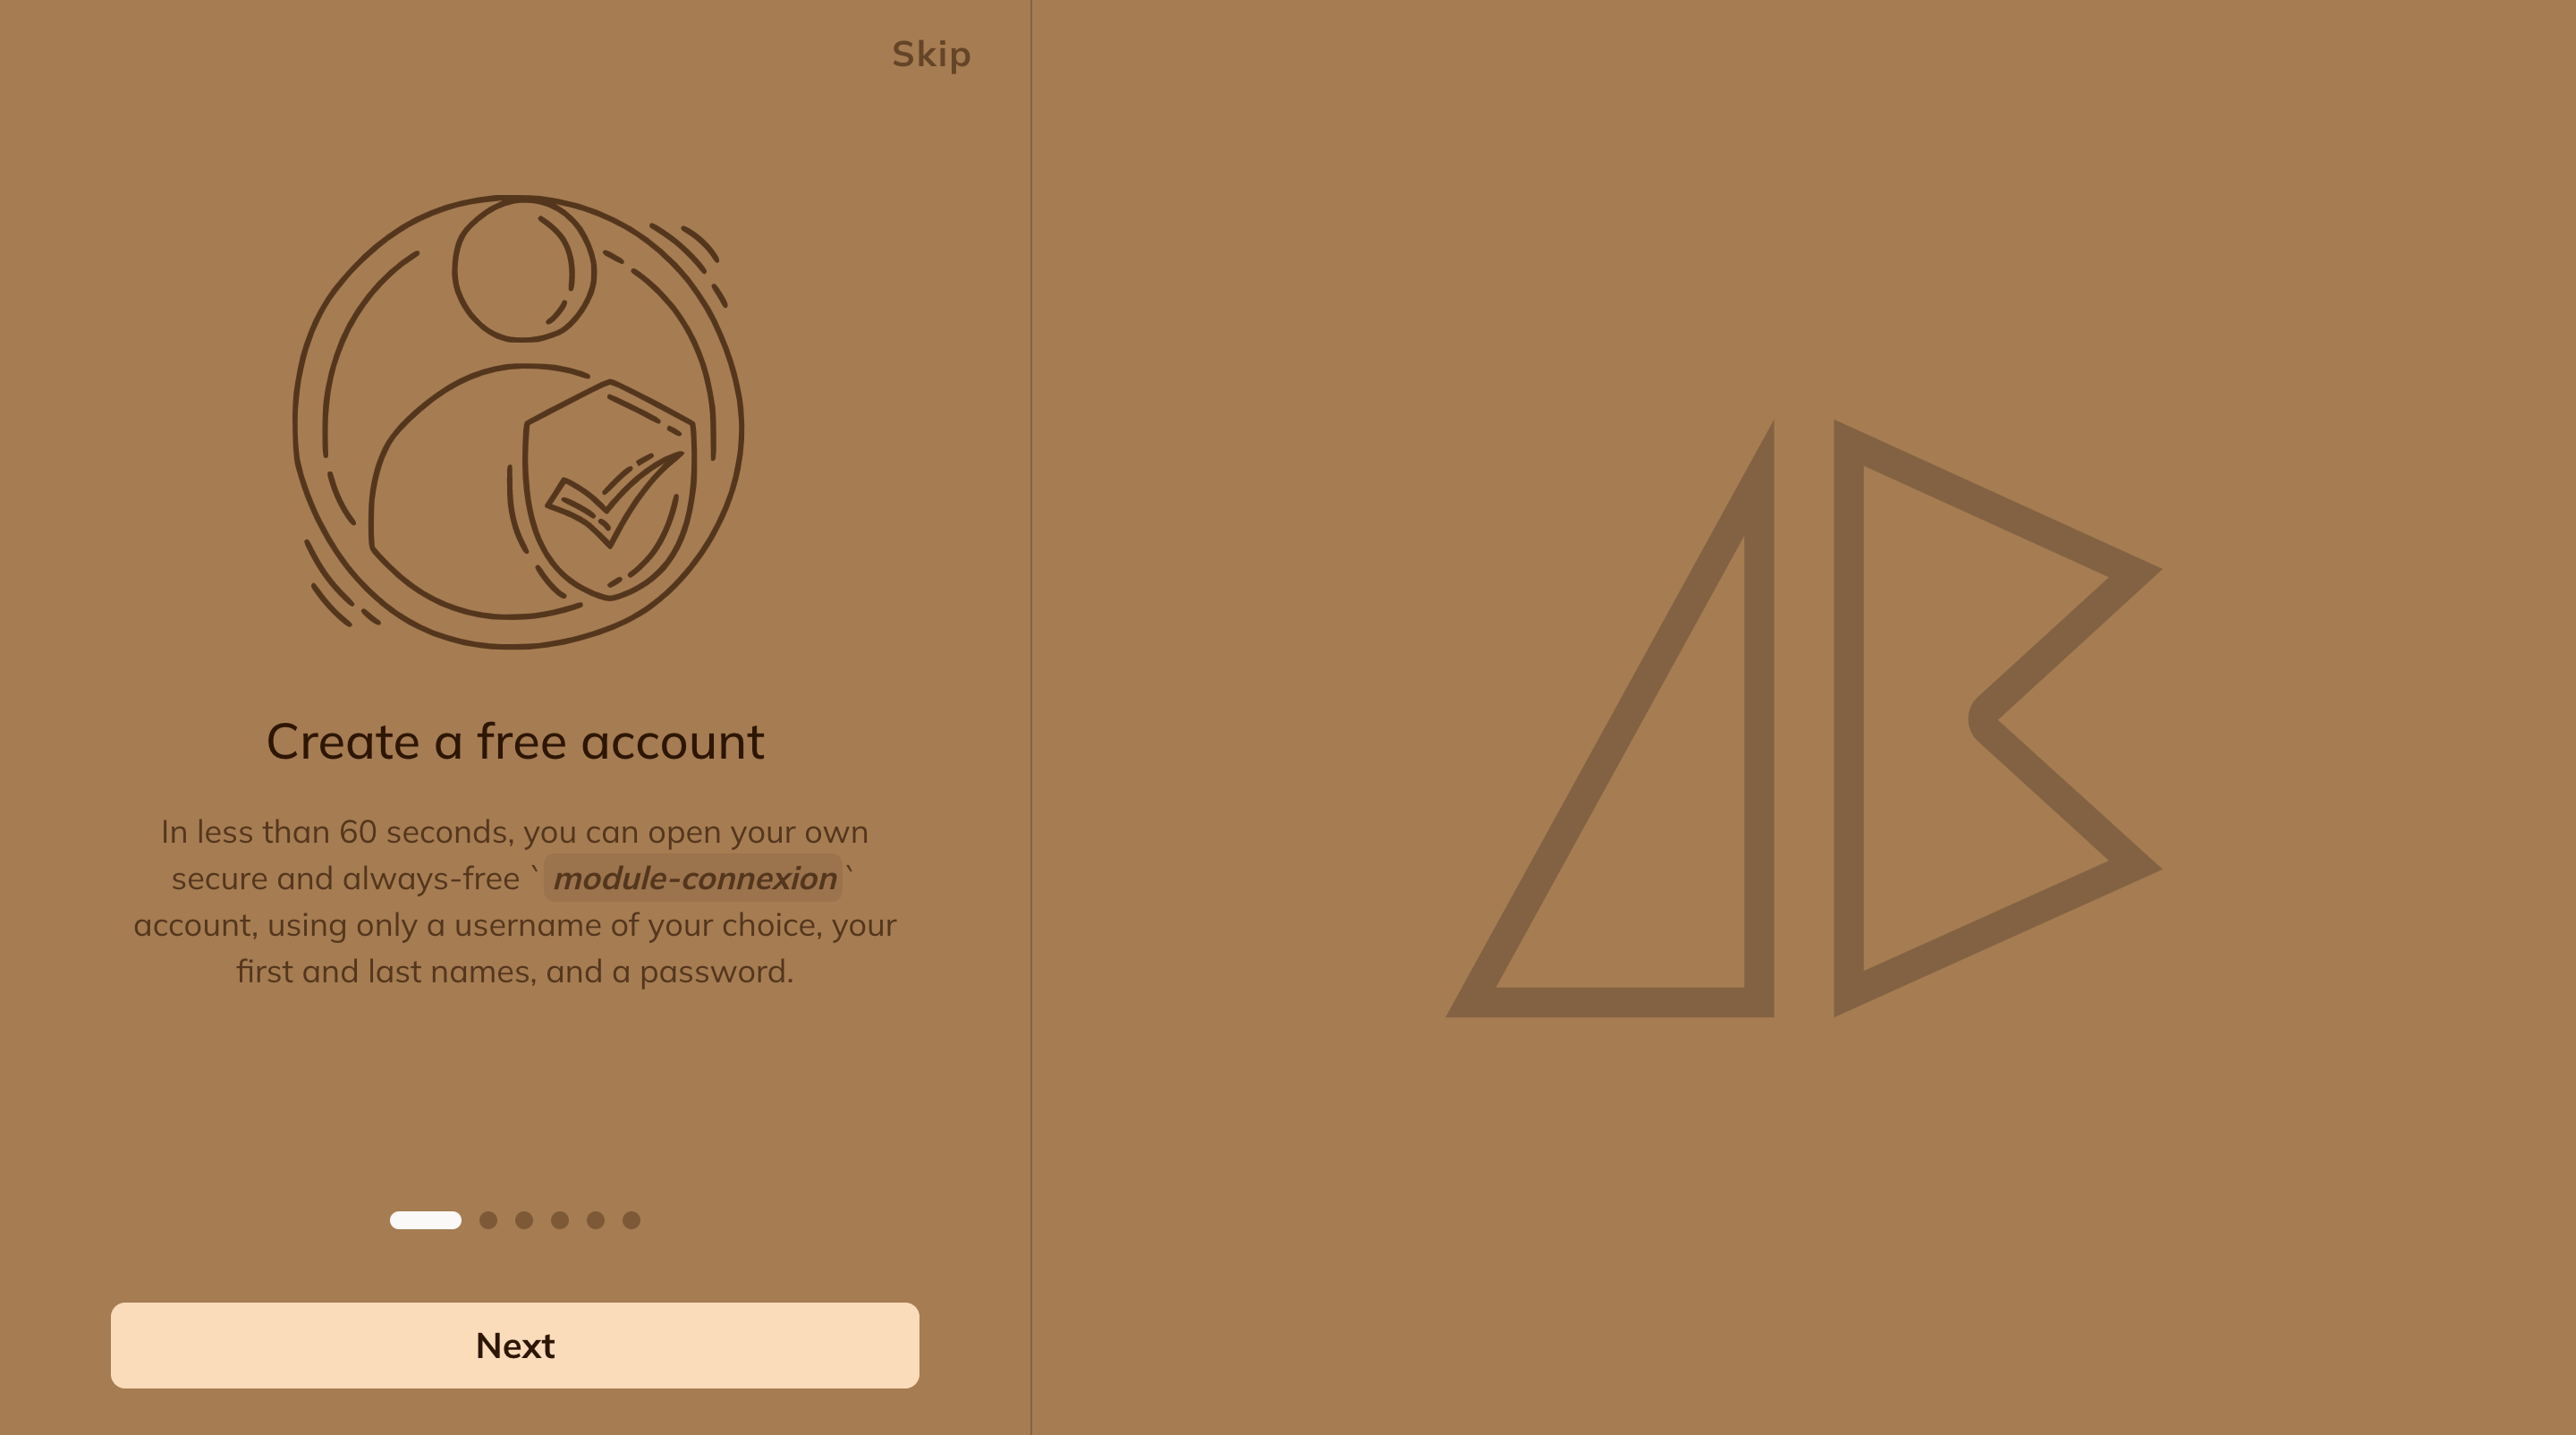 Skip
Create a free account
In less than 60 seconds, you can open your own
secure and always-free ` module-connexion `
account, using only a username of your choice, your
first and last names, and a password.
Next